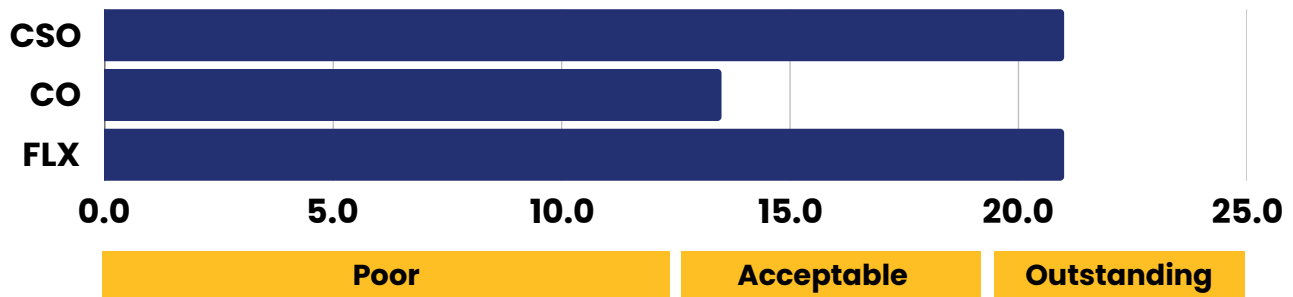 CSO
CO
FLX
0.0 5.0 10.0 15.0 20.0 25.0
Poor Acceptable Outstanding